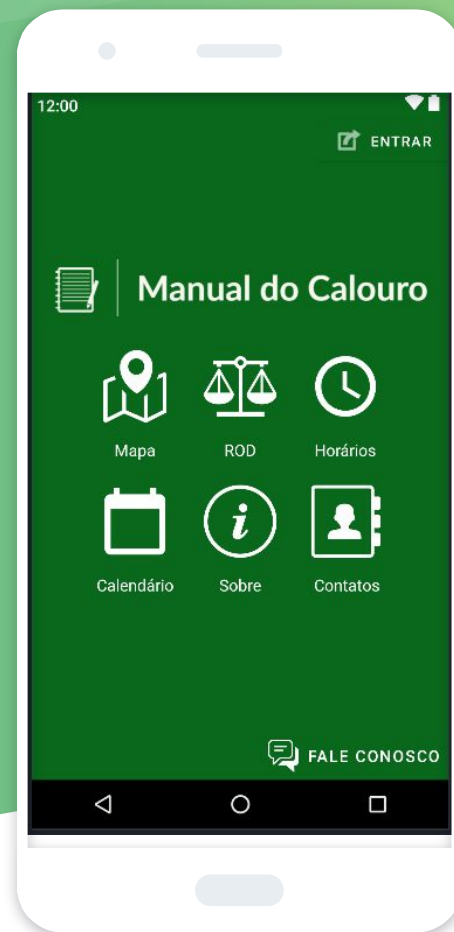 12:00
ENTRAR
Manual do Calouro
Mapa ROD Horários
i
Calendário Sobre Contatos
FALE CONOSCO